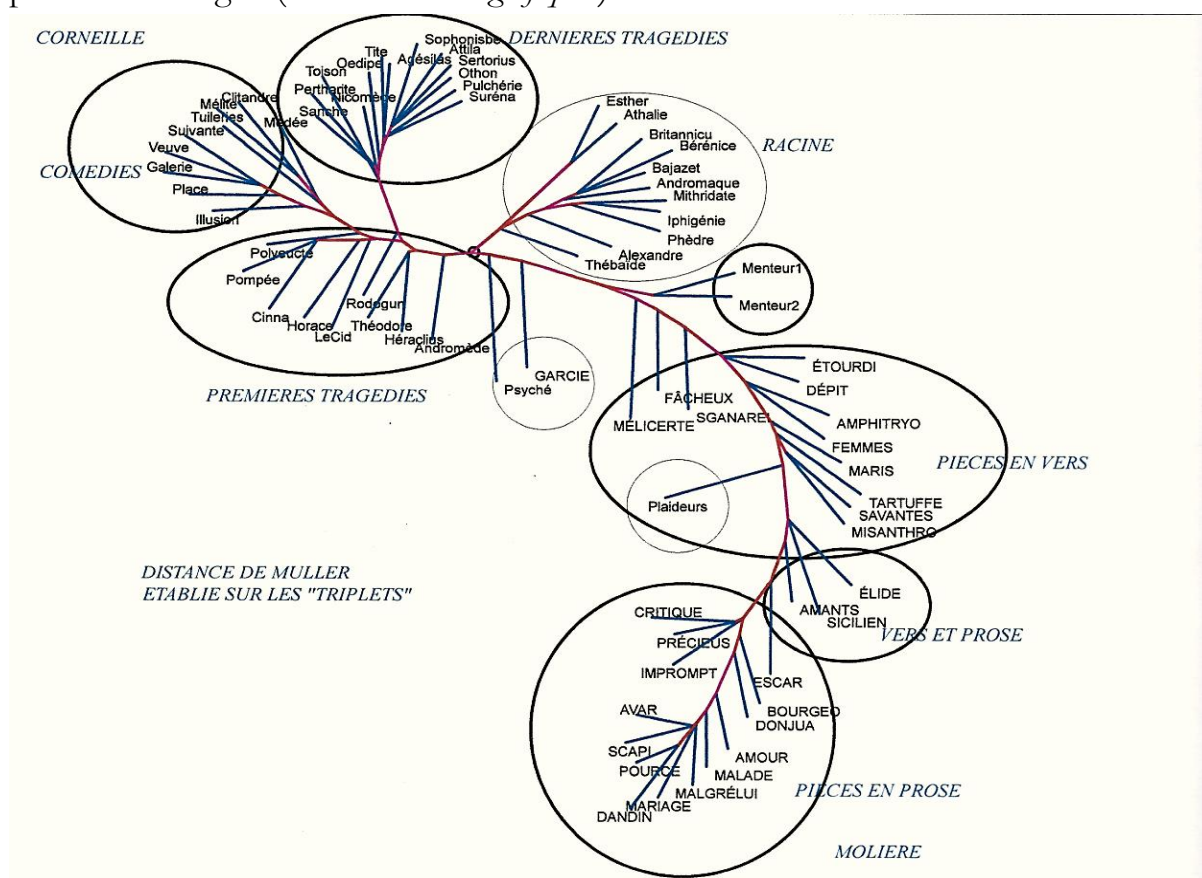 CORNEILLE
DERNIERES TRAGEDIES
Sophonisbe
Attila
Tite
Agésilas
Sertorius
Oedipe
Othon
Toison
Pulchérie
Pertharite
Nicomède
Suréna
Sanche
Clitandre
Mélite
Médée
Tuileries
Suivante
Veuve
COMEDIES
Galerie
Place
Illusion
Esther
Athalie
Britannicu
RACINE
Bérénice
Bajazet
Andromaque
Mithridate
Iphigénie
Phèdre
Alexandre
Thébaïde
Polyeucte
Pompée
Cinna
Rodogun
Horace
Théodore
LeCid
Héraclius
Andromède
PREMIERES TRAGEDIES
Menteur1
Menteur2
GARCIE
Psyché
ÉTOURDI
DÉPIT
FÂCHEUX
SGANAREL
MÉLICERTE
AMPHITRYO
FEMMES
MARIS
PIECES EN VERS
TARTUFFE
SAVANTES
MISANTHRO
Plaideurs
DISTANCE DE MULLER
ETABLIE SUR LES "TRIPLETS"
ÉLIDE
AMANTS
SICILIEN
VERS ET PROSE
CRITIQUE
PRÉCIEUS
IMPROMPT
ESCAR
AVAR
BOURGEO
DONJUA
SCAPI
AMOUR
POURCE
MALADE
MALGRÉLUI
MARIAGE
DANDIN
PIECES EN PROSE
MOLIERE